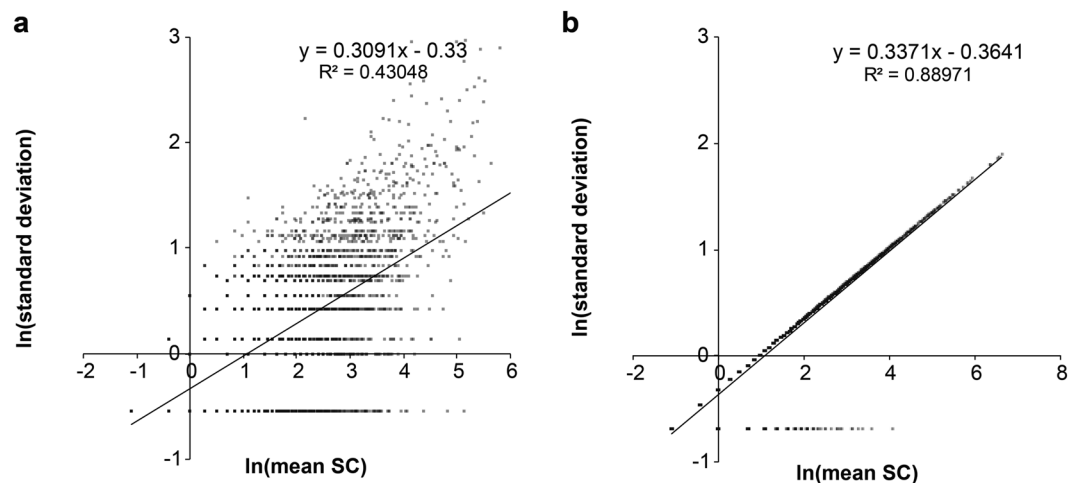 a
3
y = 0.3091x - 0.33
R² = 0.43048
2
1
0
-2 -1 0 1 2 3 4 5 6
-1
ln(standard deviation)
ln(mean SC)
b
3
y = 0.3371x - 0.3641
R² = 0.88971
2
1
0
-2 0 2 4 6 8
-1
ln(standard deviation)
ln(mean SC)